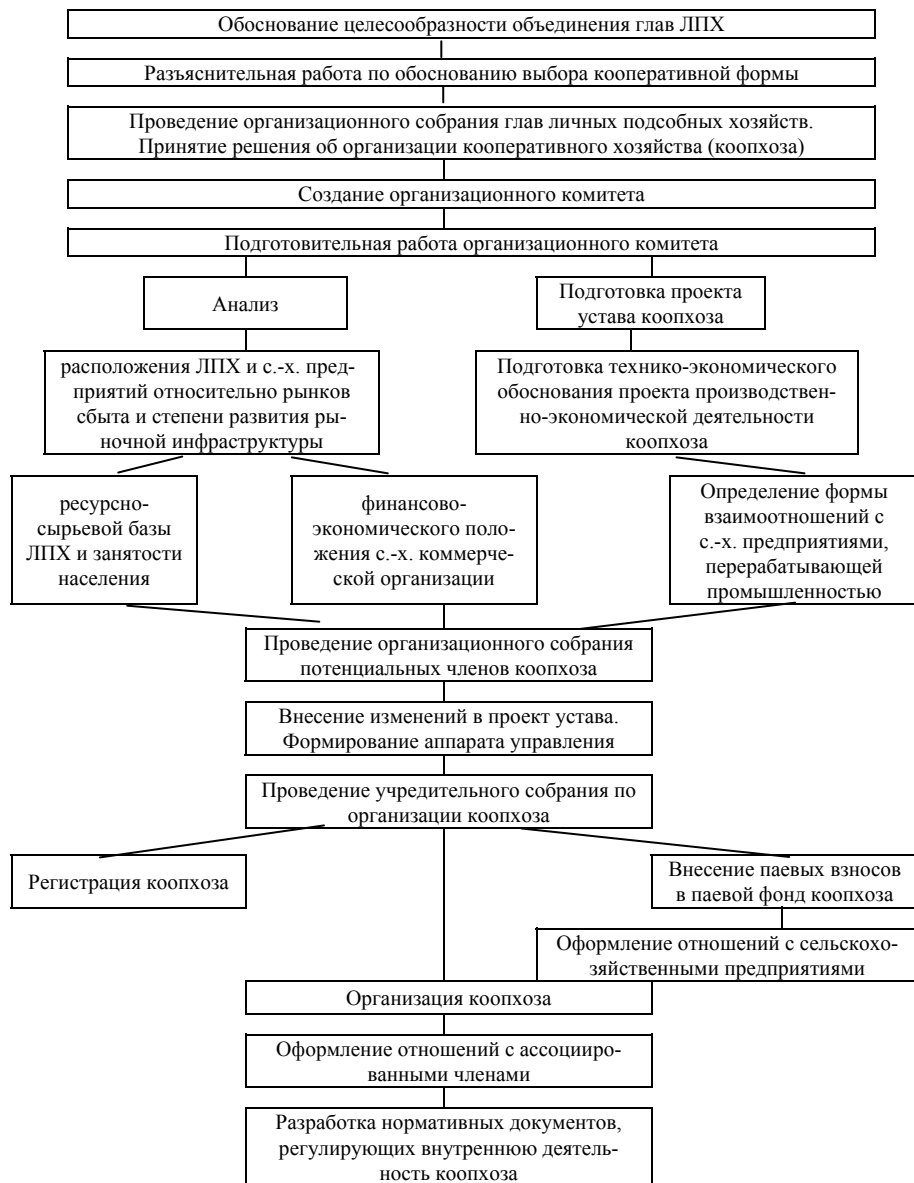 Обоснование целесообразности объединения глав ЛПХ
Разъяснительная работа по обоснованию выбора кооперативной формы
Проведение организационного собрания глав личных подсобных хозяйств.
Принятие решения об организации кооперативного хозяйства (коопхоза)
Создание организационного комитета
Подготовительная работа организационного комитета
Анализ
Подготовка проекта
устава коопхоза
расположения ЛПХ и с.-х. пред-
приятий относительно рынков
сбыта и степени развития ры-
ночной инфраструктуры
Подготовка технико-экономического
обоснования проекта производствен-
но-экономической деятельности
коопхоза
ресурсно-
сырьевой базы
ЛПХ и занятости
населения
финансово-
экономического поло-
жения с.-х. коммерче-
ской организации
Определение формы
взаимоотношений с
с.-х. предприятиями,
перерабатывающей
промышленностью
Проведение организационного собрания
потенциальных членов коопхоза
Внесение изменений в проект устава.
Формирование аппарата управления
Проведение учредительного собрания по
организации коопхоза
Регистрация коопхоза
Внесение паевых взносов
в паевой фонд коопхоза
Оформление отношений с сельскохо-
зяйственными предприятиями
Организация коопхоза
Оформление отношений с ассоцииро-
ванными членами
Разработка нормативных документов,
регулирующих внутреннюю деятель-
ность коопхоза